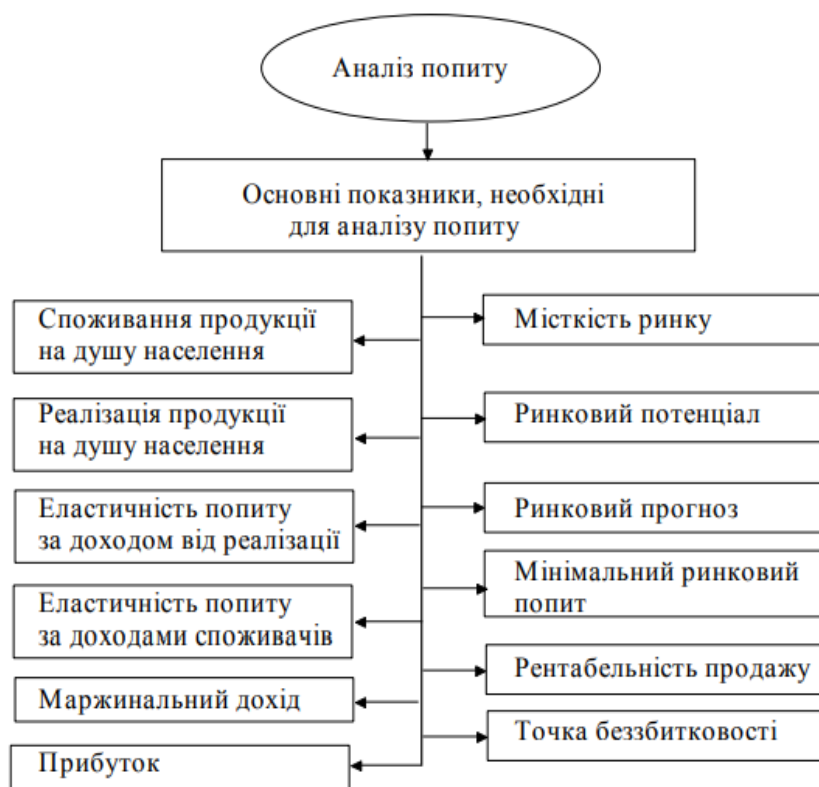 Аналіз попиту
Основні показники, необхідні
для аналізу попиту
Споживання продукції
на душу населення
Реалізація продукції
на душу населення
Еластичність попиту
за доходом від реалізації
Еластичність попиту
за доходами споживачів
Маржинальний дохід
Прибуток
Місткість ринку
Ринковий потенціал
Ринковий прогноз
Мінімальний ринковий
попит
Рентабельність продажу
Точка беззбитковості